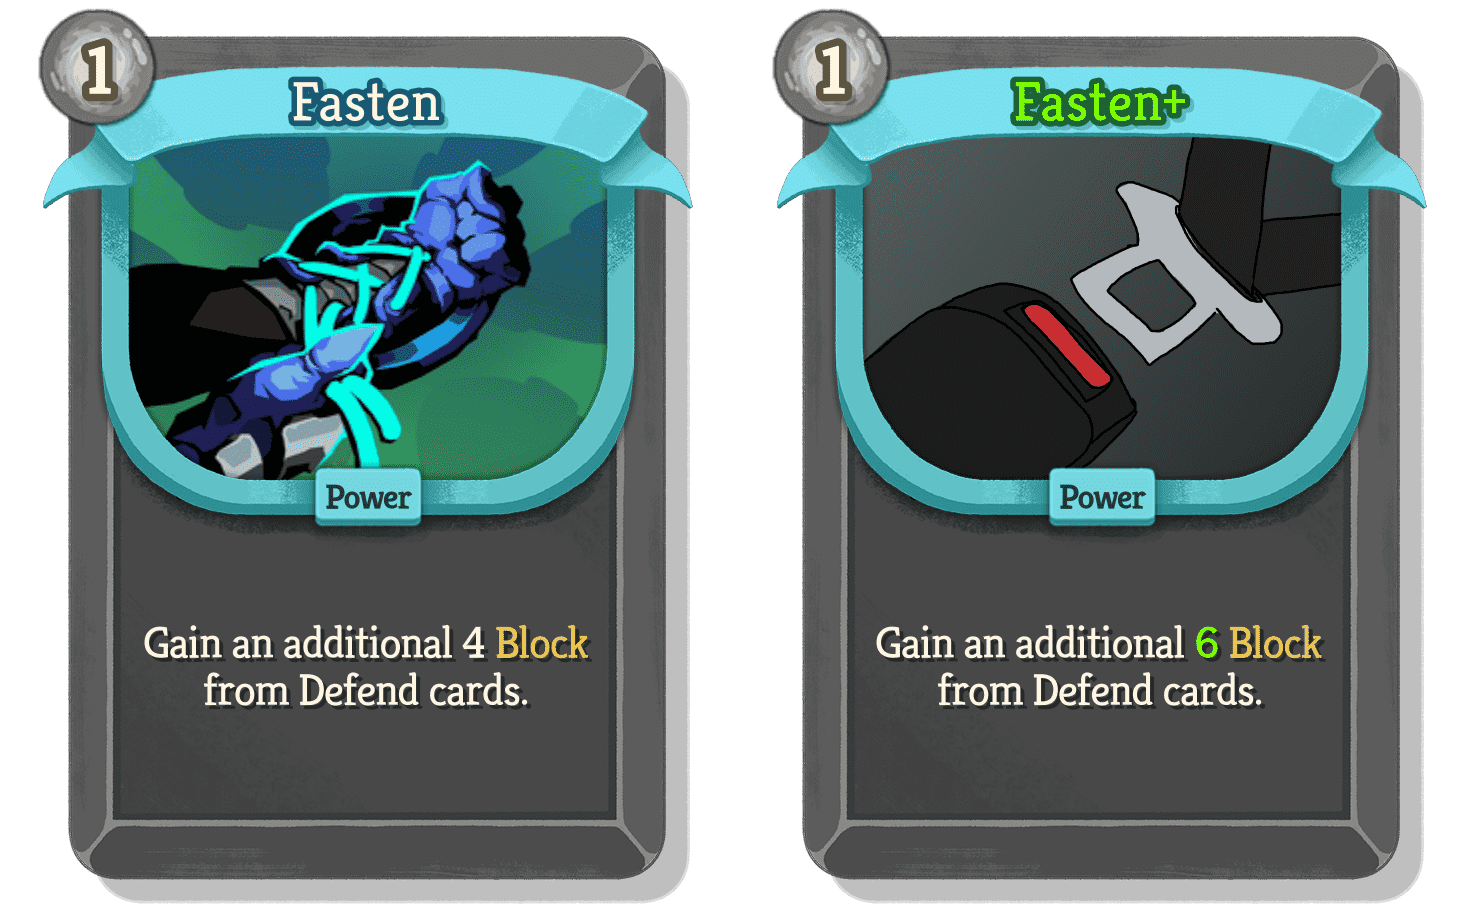 1
Fasten
Power
Gain an additional 4 Block
from Defend cards.
1
Fasten+
Power
Gain an additional 6 Block
from Defend cards.